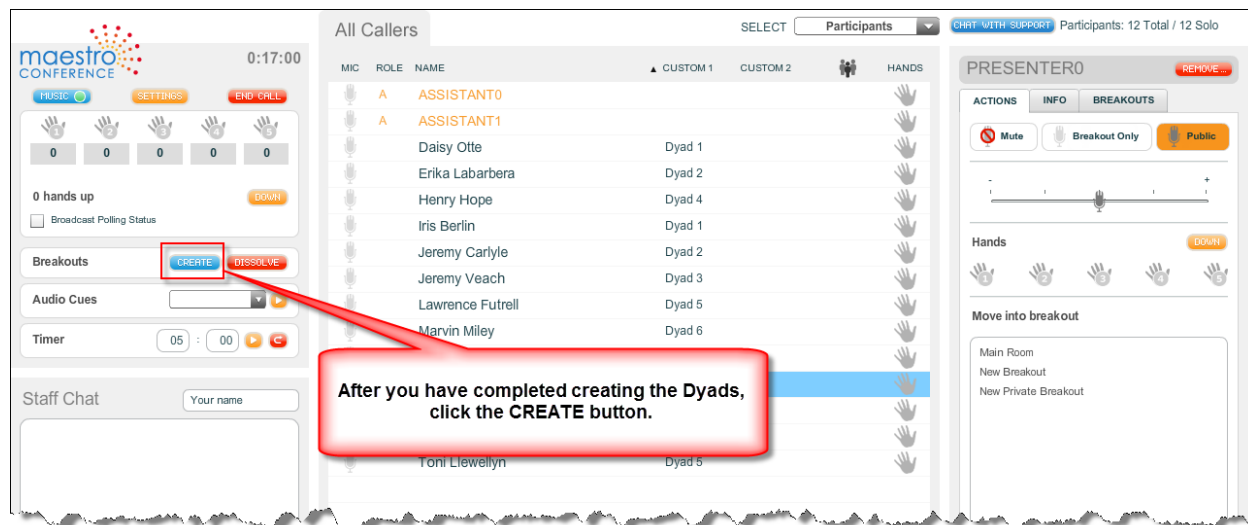 maestro
CONFERENCE
0:17:00
MUSIC
SETTINGS
END CALL
1 2 3 4 5
0 0 0 0 0
0 hands up
DOWN
Broadcast Polling Status
Breakouts
CREATE
DISSOLVE
Audio Cues
Timer
05 : 00
Staff Chat
Your name
All Callers
SELECT Participants
MIC ROLE NAME ▲ CUSTOM 1 CUSTOM 2 HANDS
A ASSISTANT0
A ASSISTANT1
Daisy Otte Dyad 1
Erika Labarbera Dyad 2
Henry Hope Dyad 4
Iris Berlin Dyad 1
Jeremy Carlyle Dyad 2
Jeremy Veach Dyad 3
Lawrence Futrell Dyad 5
Marvin Miley Dyad 6
After you have completed creating the Dyads,
click the CREATE button.
Toni Llewellyn Dyad 5
CHAT WITH SUPPORT Participants: 12 Total / 12 Solo
PRESENTER0
REMOVE...
ACTIONS INFO BREAKOUTS
Mute Breakout Only Public
- +
Hands
DOWN
1 2 3 4 5
Move into breakout
Main Room
New Breakout
New Private Breakout